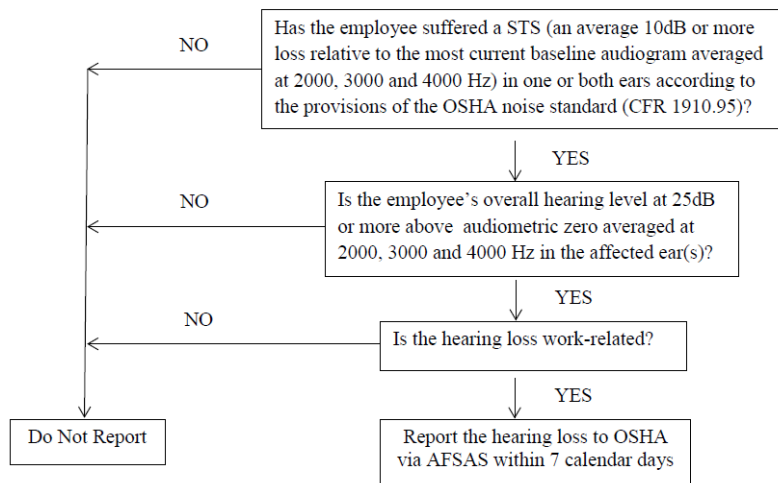 NO
Has the employee suffered a STS (an average 10dB or more
loss relative to the most current baseline audiogram averaged
at 2000, 3000 and 4000 Hz) in one or both ears according to
the provisions of the OSHA noise standard (CFR 1910.95)?
YES
NO
Is the employee’s overall hearing level at 25dB
or more above audiometric zero averaged at
2000, 3000 and 4000 Hz in the affected ear(s)?
YES
NO
Is the hearing loss work-related?
YES
Do Not Report
Report the hearing loss to OSHA
via AFSAS within 7 calendar days